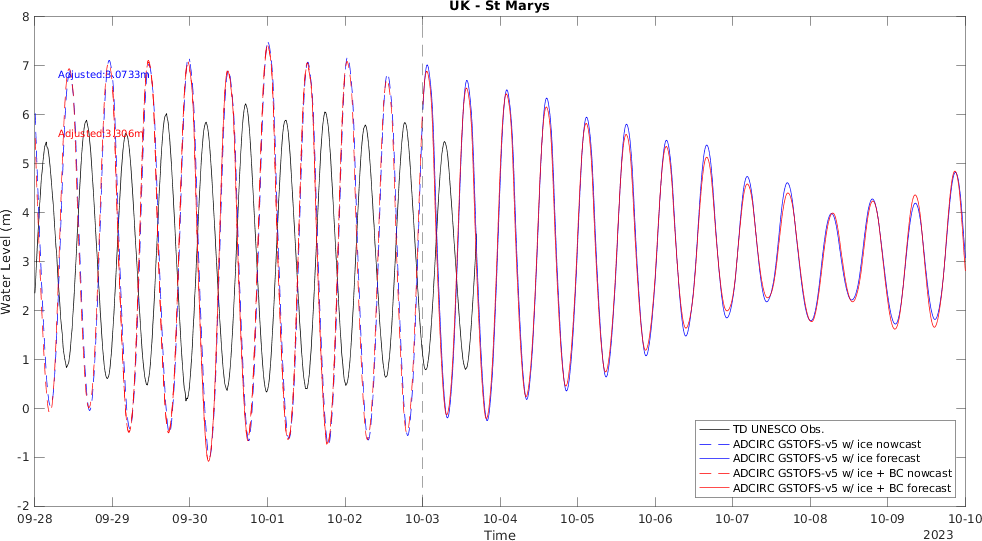 UK - St Marys
8
7
6
5
4
3
2
1
0
-1
-2
Water Level (m)
Adjusted:3.0733m
Adjusted:3.306m
TD UNESCO Obs.
ADCIRC GSTOFS-v5 w/ ice nowcast
ADCIRC GSTOFS-v5 w/ ice forecast
ADCIRC GSTOFS-v5 w/ ice + BC nowcast
ADCIRC GSTOFS-v5 w/ ice + BC forecast
09-28 09-29 09-30 10-01 10-02 10-03 10-04 10-05 10-06 10-07 10-08 10-09 10-10
Time
2023